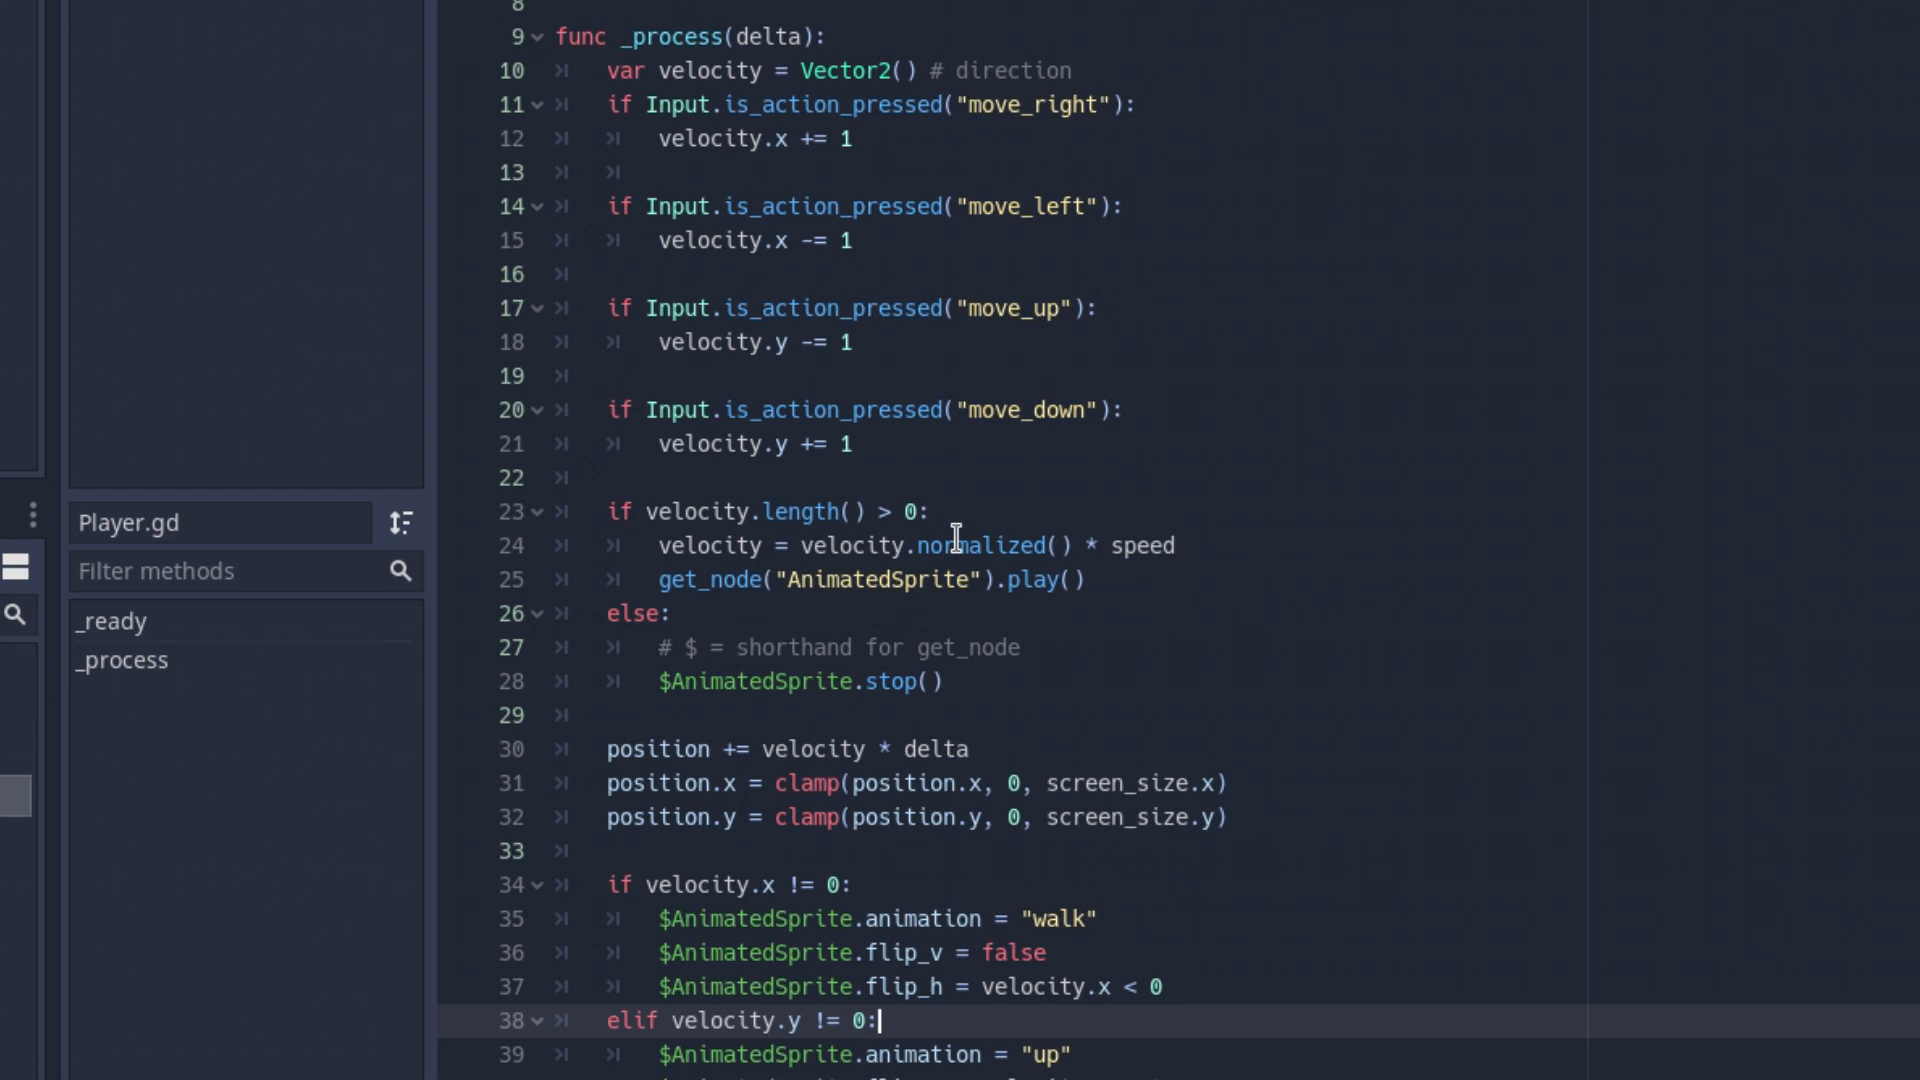 8
9 func _process(delta):
10 var velocity = Vector2() # direction
11 if Input.is_action_pressed("move_right"):
12 velocity.x += 1
13
14 if Input.is_action_pressed("move_left"):
15 velocity.x -= 1
16
17 if Input.is_action_pressed("move_up"):
18 velocity.y -= 1
19
20 if Input.is_action_pressed("move_down"):
21 velocity.y += 1
22
23 if velocity.length() > 0:
24 velocity = velocity.normalized() * speed
25 get_node("AnimatedSprite").play()
26 else:
27 # $ = shorthand for get_node
28 $AnimatedSprite.stop()
29
30 position += velocity * delta
31 position.x = clamp(position.x, 0, screen_size.x)
32 position.y = clamp(position.y, 0, screen_size.y)
33
34 if velocity.x != 0:
35 $AnimatedSprite.animation = "walk"
36 $AnimatedSprite.flip_v = false
37 $AnimatedSprite.flip_h = velocity.x < 0
38 elif velocity.y != 0:
39 $AnimatedSprite.animation = "up"
Player.gd
Filter methods
_ready
_process